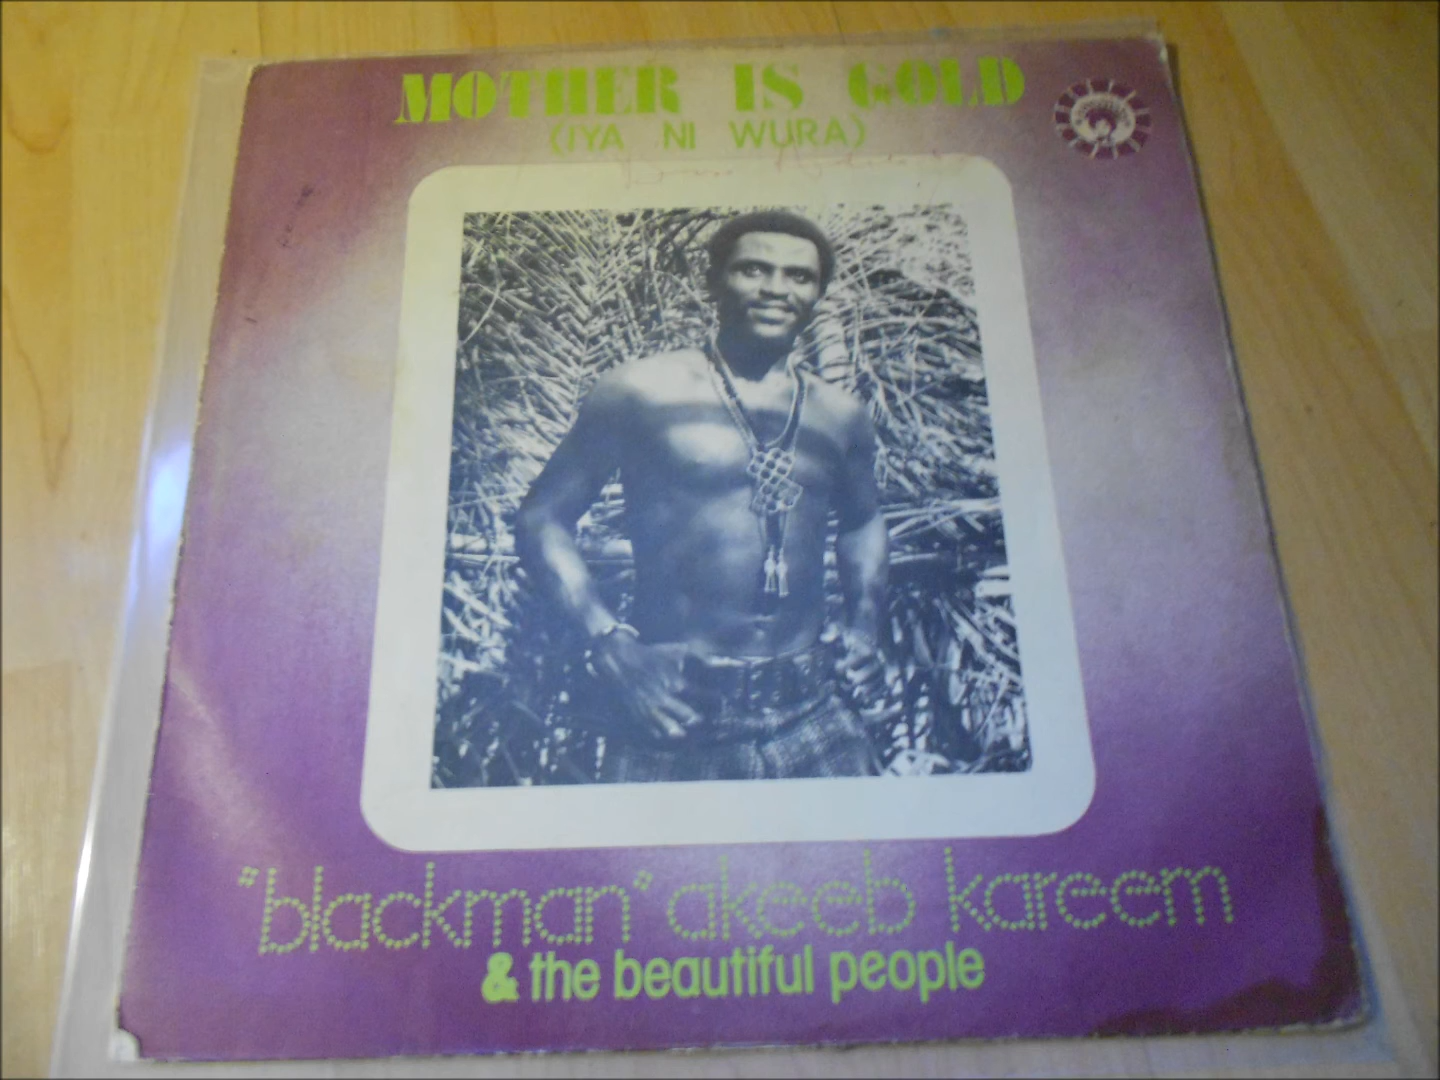 MOTHER IS GOLD
(IYA NI WURA)
"blackman" akeeb kareem
& the beautiful people